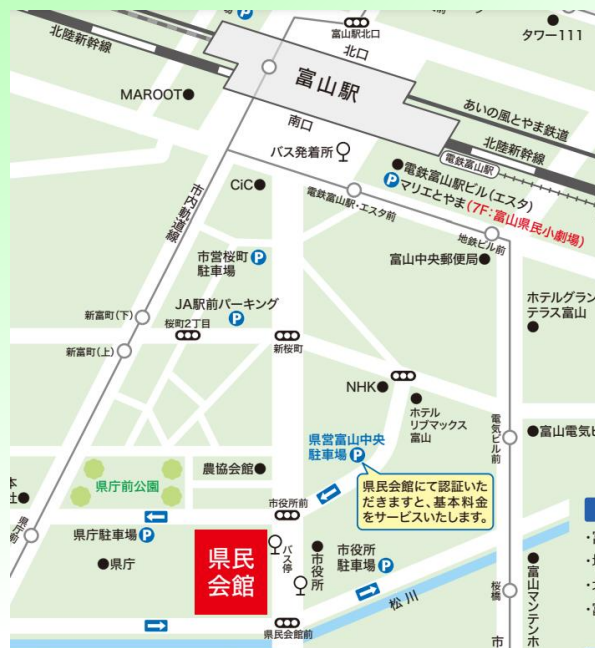 富山駅北口
タワー111
北陸新幹線
北口
富山駅
MAROOT
あいの風とやま鉄道
南口
北陸新幹線
バス発着所
電鉄富山駅
電鉄富山駅ビル(エスタ)
P マリエとやま(7F:富山県民小劇場)
CiC
市内軌道線
電鉄富山駅・エスタ前
地鉄ビル前
市営桜町 P
駐車場
富山中央郵便局
JA駅前パーキング
P
ホテルグラン
テラス富山
新富町(下)
桜町2丁目
新桜町
新富町(上)
NHK
ホテル
リブマックス
富山
県営富山中央
駐車場 P
電気ビル前
富山電気ビ
農協会館
県庁前公園
県民会館にて認証いた
だきますと、基本料金
をサービスいたします。
市役所前
県庁駐車場 P
県庁前
県庁
県民
会館
バス停
市役所
市役所
駐車場 P
松川
桜橋
富山マンテンホ
県民会館前
市